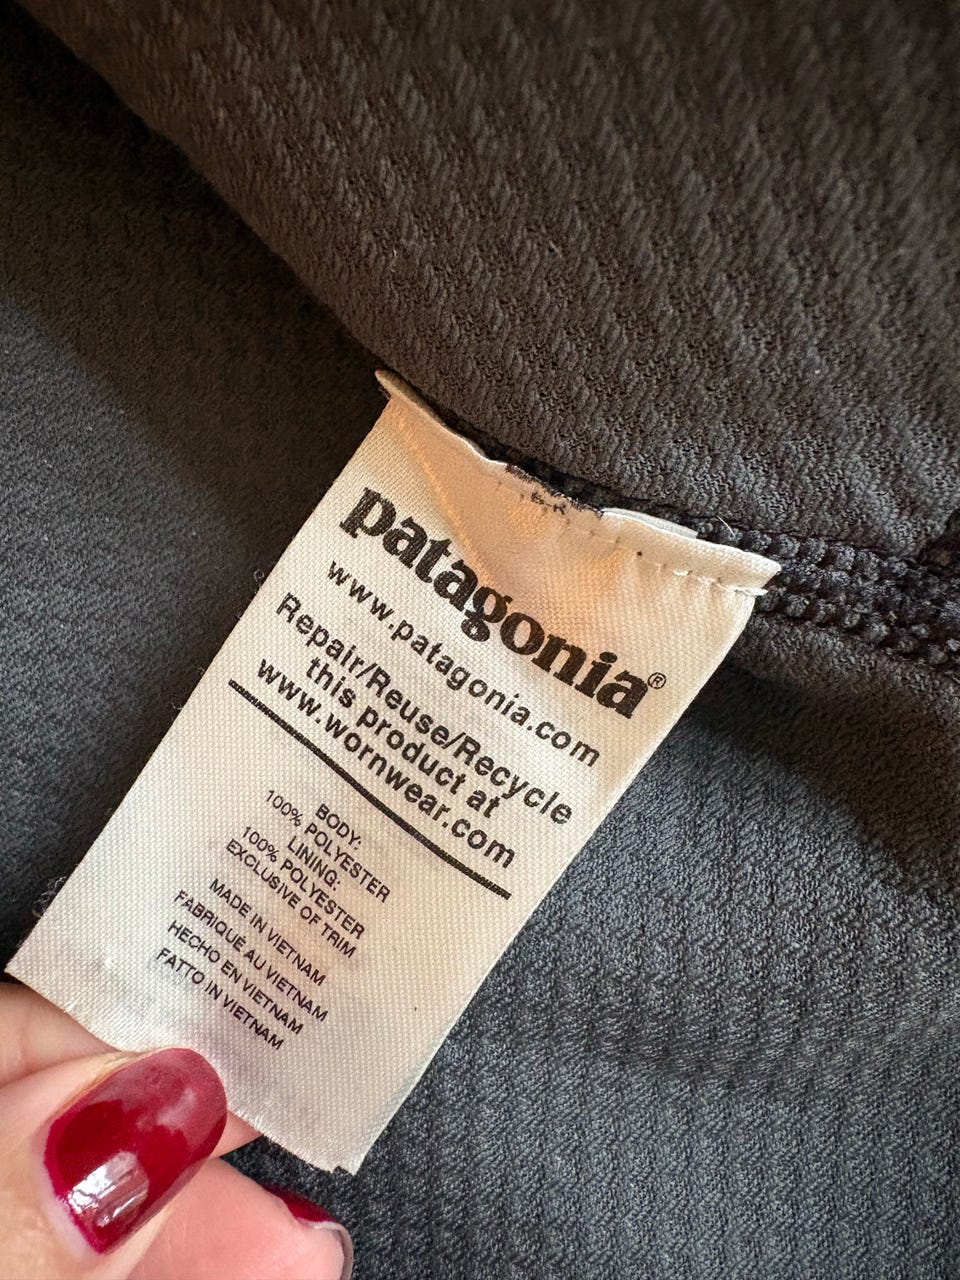 patagonia®
www.patagonia.com
Repair/Reuse/Recycle
this product at
www.wornwear.com
BODY:
100% POLYESTER
LINING:
100% POLYESTER
EXCLUSIVE OF TRIM
MADE IN VIETNAM
FABRIQUÉ AU VIETNAM
HECHO EN VIETNAM
FATTO IN VIETNAM